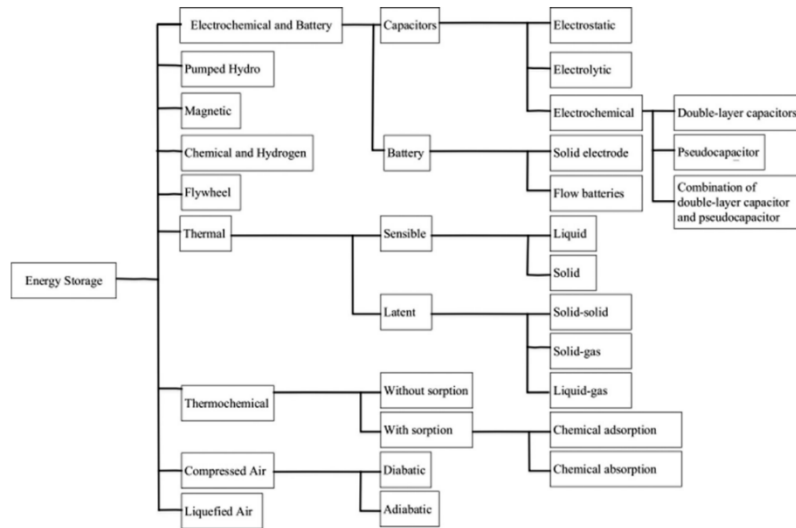 Electrochemical and Battery
Capacitors
Electrostatic
Pumped Hydro
Electrolytic
Magnetic
Electrochemical
Double-layer capacitors
Chemical and Hydrogen
Battery
Solid electrode
Pseudocapacitor
Flywheel
Flow batteries
Combination of
double-layer capacitor
and pseudocapacitor
Thermal
Sensible
Liquid
Energy Storage
Solid
Latent
Solid-solid
Solid-gas
Liquid-gas
Thermochemical
Without sorption
With sorption
Chemical adsorption
Compressed Air
Diabatic
Chemical absorption
Liquefied Air
Adiabatic